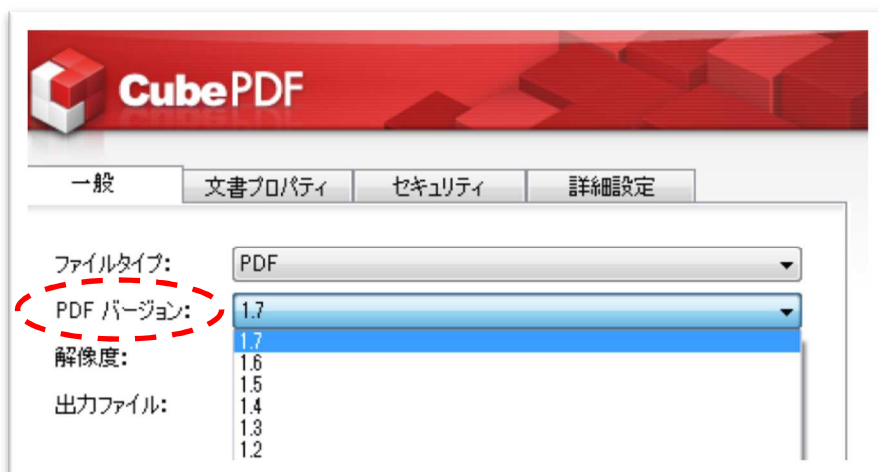 CubePDF
一般 文書プロパティ セキュリティ 詳細設定
ファイルタイプ: PDF
PDF バージョン: 1.7
1.7
解像度: 1.6
1.5
出力ファイル: 1.4
1.3
1.2